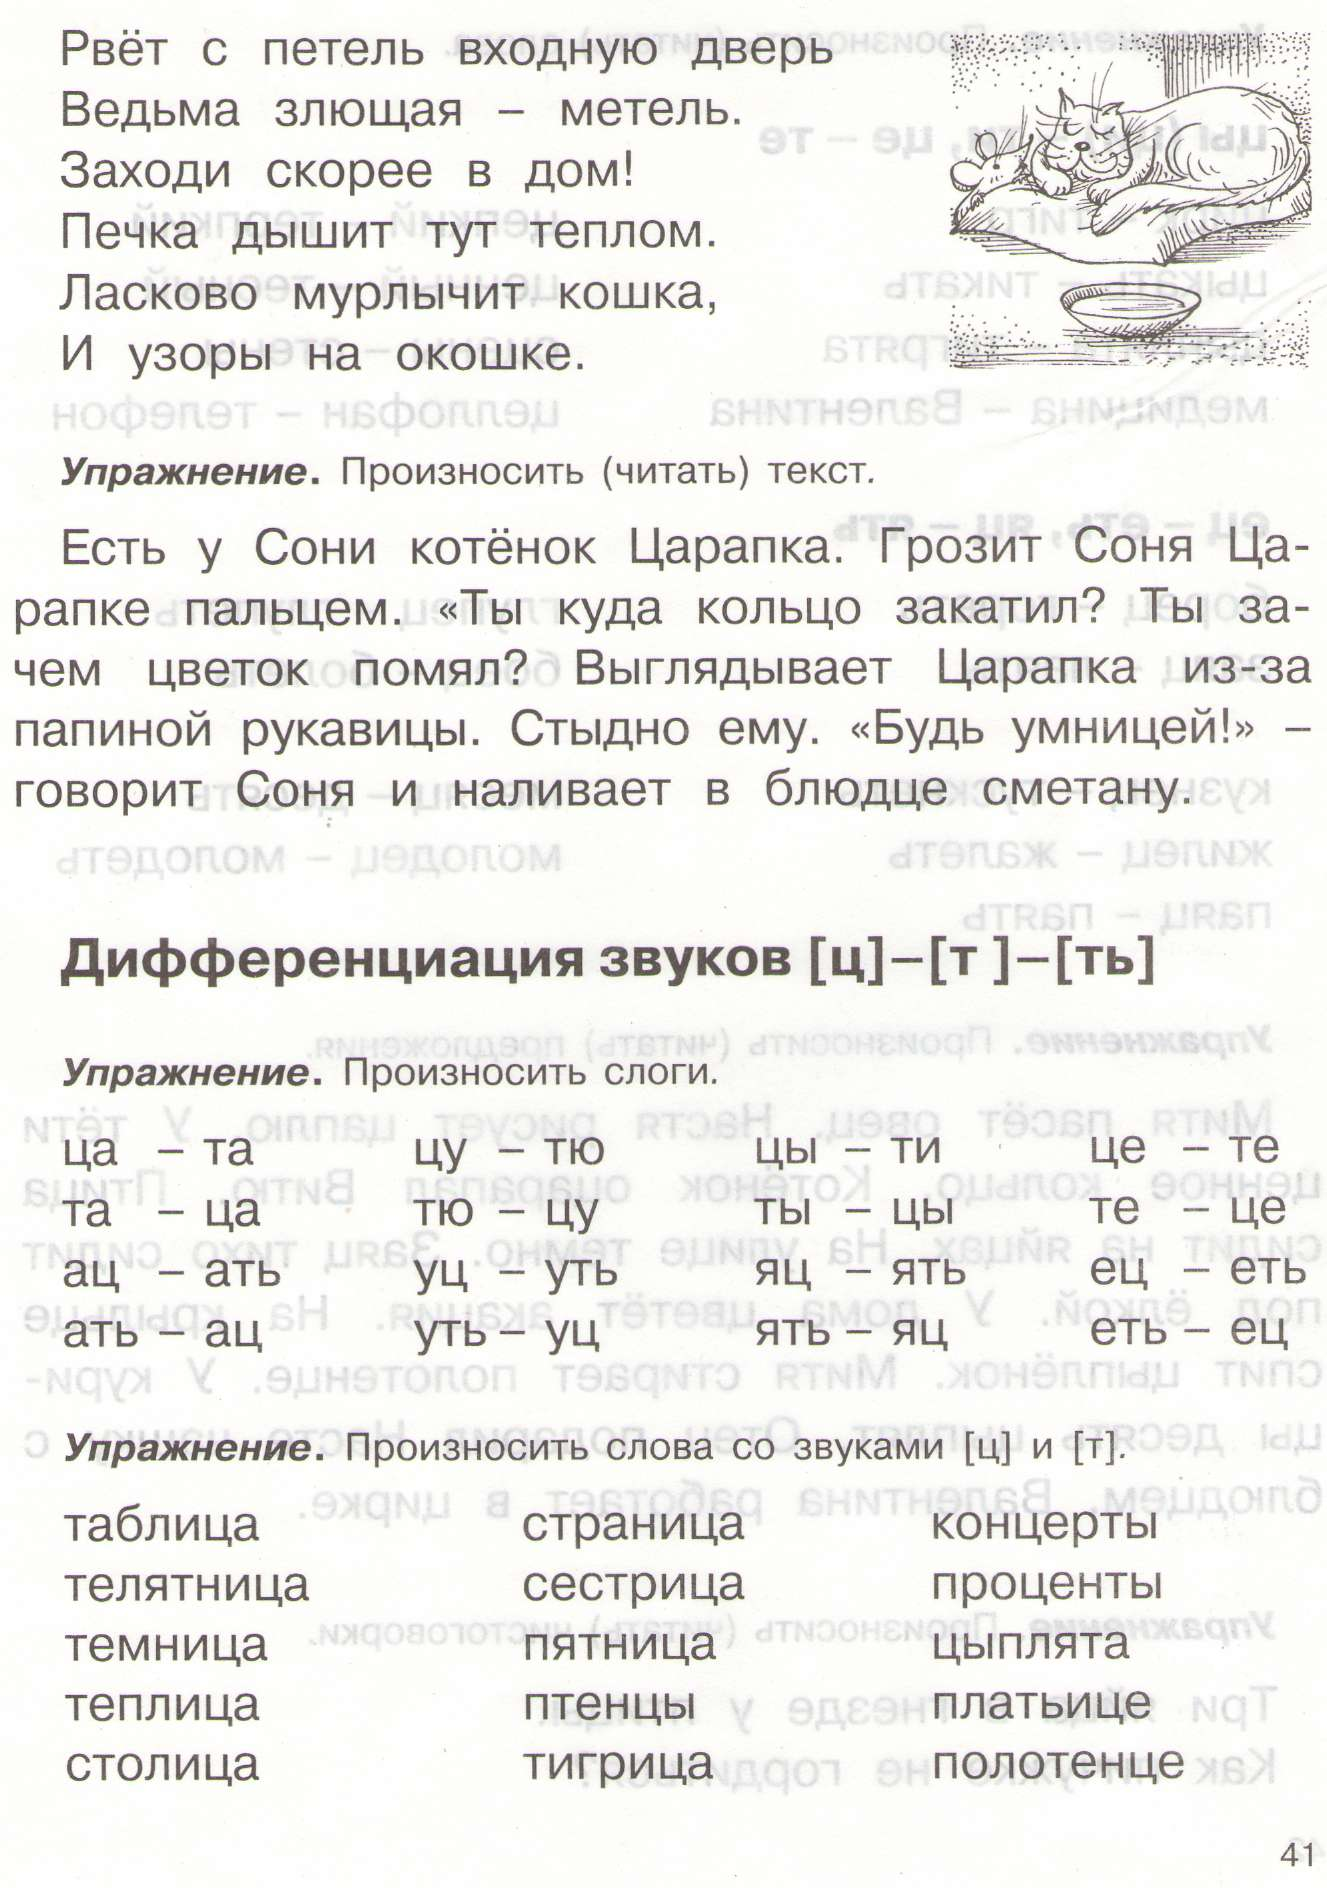 Рвёт с петель входную дверь
Ведьма злющая – метель.
Заходи скорее в дом!
Печка дышит тут теплом.
Ласково мурлычит кошка,
И узоры на окошке.
Упражнение. Произносить (читать) текст.
Есть у Сони котёнок Царапка. Грозит Соня Ца-
рапке пальцем. «Ты куда кольцо закатил? Ты за-
чем цветок помял? Выглядывает Царапка из-за
папиной рукавицы. Стыдно ему. «Будь умницей!» –
говорит Соня и наливает в блюдце сметану.
Дифференциация звуков [ц]–[т ]–[ть]
Упражнение. Произносить слоги.
ца – та цу – тю цы – ти це – те
та – ца тю – цу ты – цы те – це
ац – ать уц – уть яц – ять ец – еть
ать – ац уть – уц ять – яц еть – ец
Упражнение. Произносить слова со звуками [ц] и [т].
таблица страница концерты
телятница сестрица проценты
темница пятница цыплята
теплица птенцы платьице
столица тигрица полотенце
41